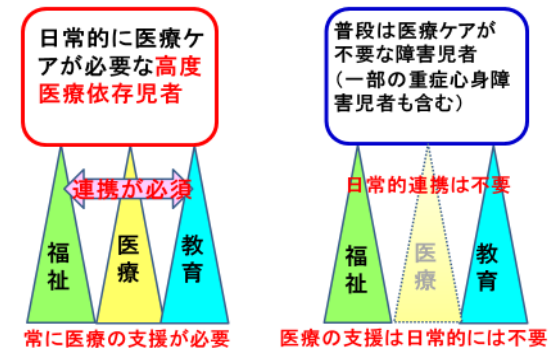 日常的に医療ケ
アが必要な高度
医療依存児者
連携が必須
福祉
医療
教育
常に医療の支援が必要
普段は医療ケアが
不要な障害児者
（一部の重症心身障
害児者も含む）
日常的連携は不要
福祉
医療
教育
医療の支援は日常的には不要